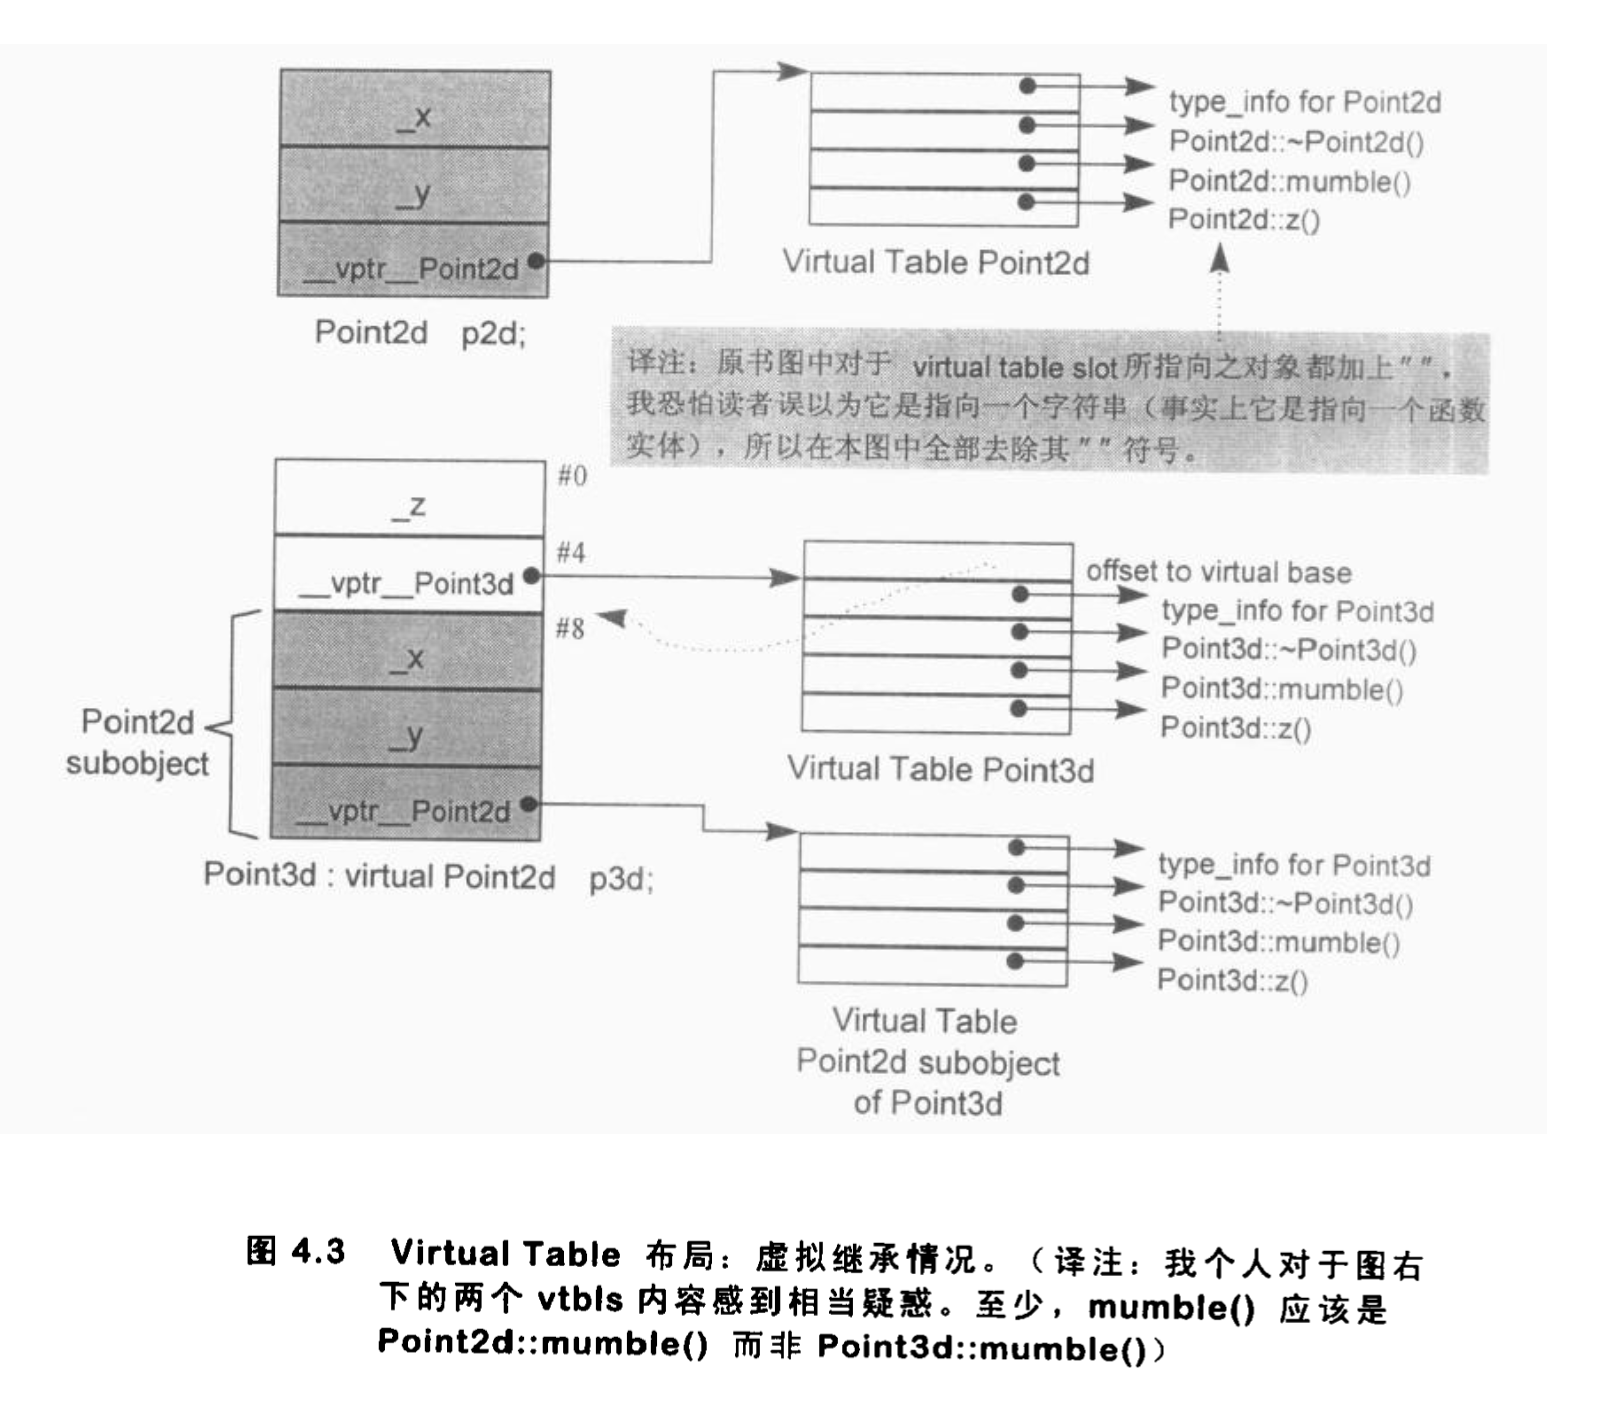 _x
_y
__vptr__Point2d
Point2d p2d;
type_info for Point2d
Point2d::~Point2d()
Point2d::mumble()
Point2d::z()
Virtual Table Point2d
译注：原书图中对于 virtual table slot 所指向之对象都加上""，
我恐怕读者误以为它是指向一个字符串（事实上它是指向一个函数
实体），所以在本图中全部去除其""符号。
#0
_z
#4
__vptr__Point3d
#8
_x
_y
__vptr__Point2d
Point2d
subobject
Point3d : virtual Point2d p3d;
offset to virtual base
type_info for Point3d
Point3d::~Point3d()
Point3d::mumble()
Point3d::z()
Virtual Table Point3d
type_info for Point3d
Point3d::~Point3d()
Point3d::mumble()
Point3d::z()
Virtual Table
Point2d subobject
of Point3d
图 4.3 Virtual Table 布局：虚拟继承情况。（译注：我个人对于图右
下的两个 vtbls 内容感到相当疑惑。至少，mumble() 应该是
Point2d::mumble() 而非 Point3d::mumble()）